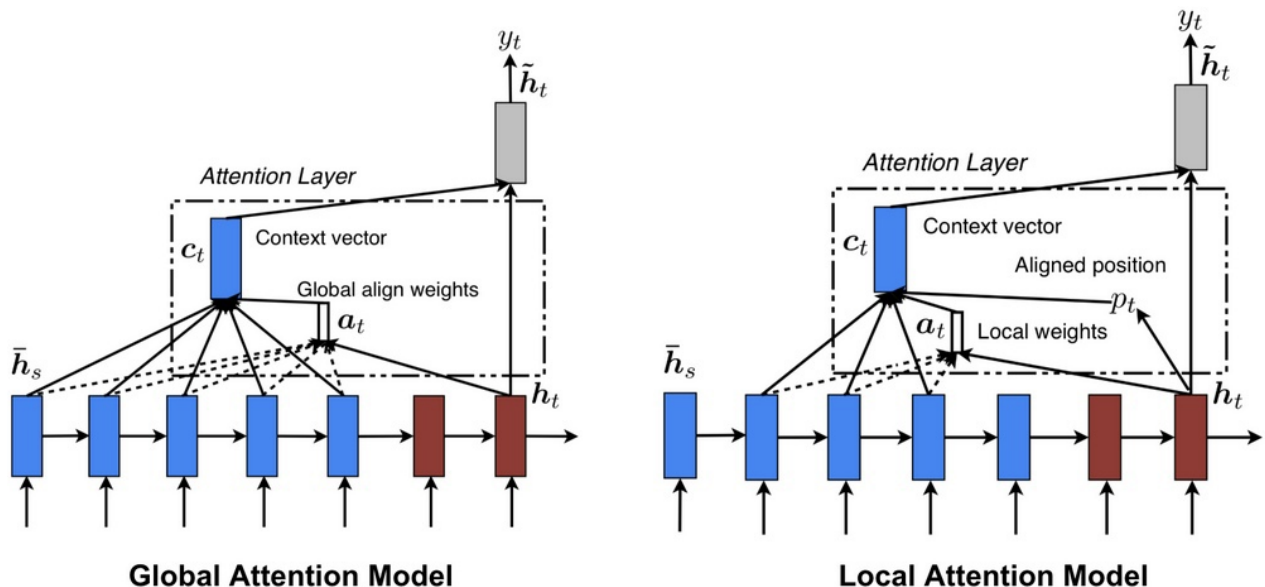 y_t
h̃_t
Attention Layer
c_t
Context vector
Global align weights
a_t
h̄_s
h_t
Global Attention Model
y_t
h̃_t
Attention Layer
c_t
Context vector
Aligned position
p_t
a_t
Local weights
h̄_s
h_t
Local Attention Model